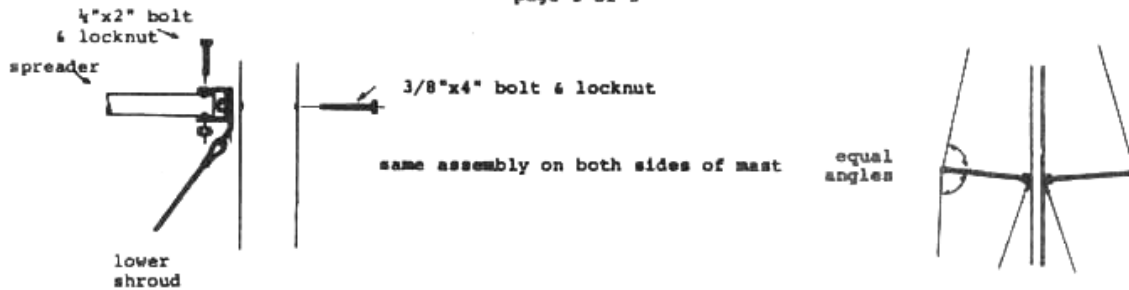 ¼"x2" bolt
& locknut
spreader
3/8"x4" bolt & locknut
same assembly on both sides of mast
equal
angles
lower
shroud